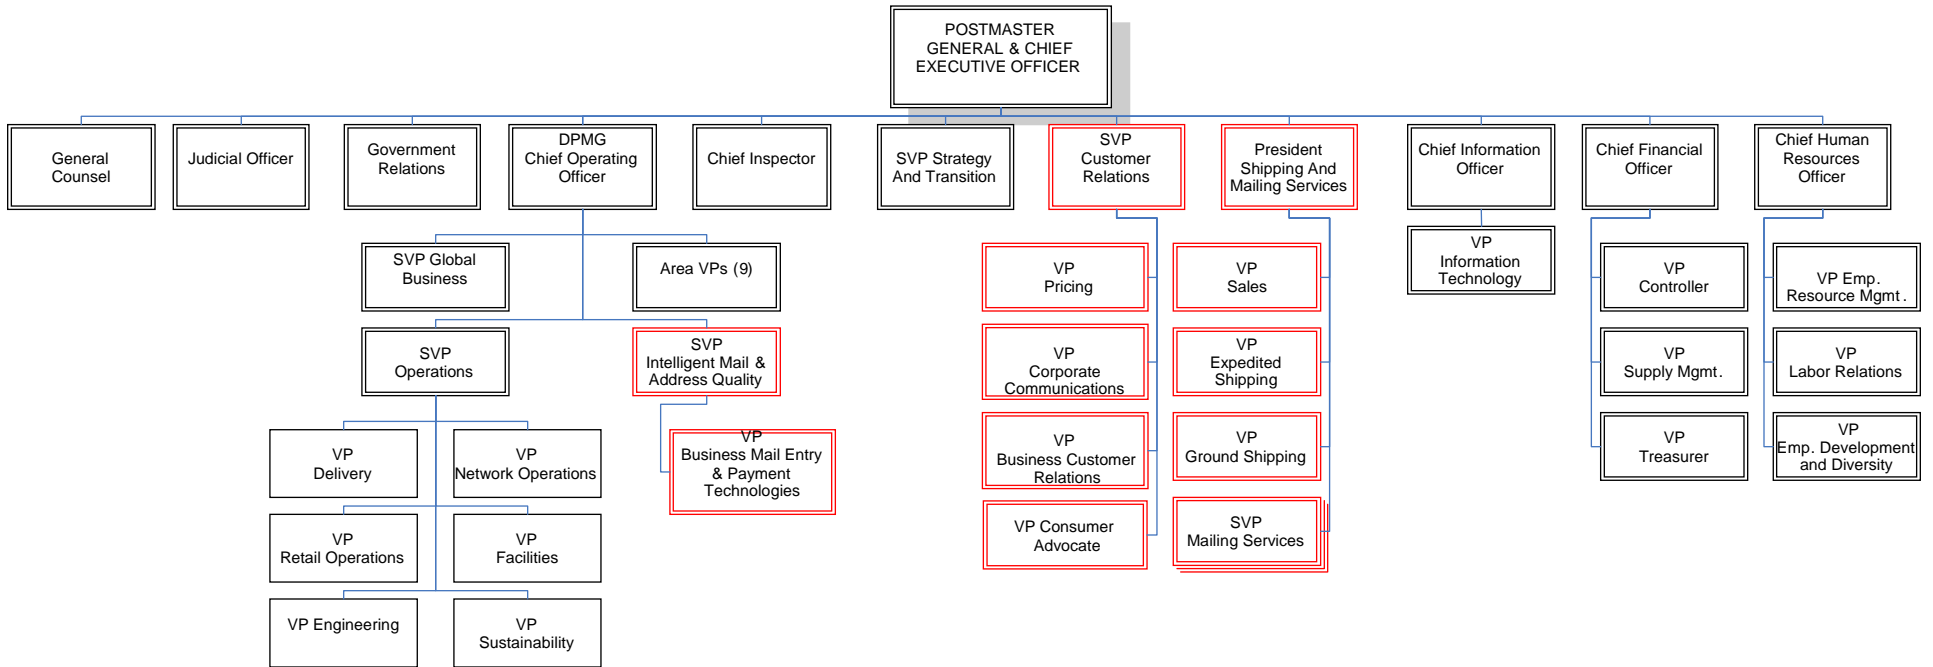 POSTMASTER
GENERAL & CHIEF
EXECUTIVE OFFICER
General
Counsel
Judicial Officer
Government
Relations
DPMG
Chief Operating
Officer
Chief Inspector
SVP Strategy
And Transition
SVP
Customer
Relations
President
Shipping And
Mailing Services
Chief Information
Officer
Chief Financial
Officer
Chief Human
Resources
Officer
SVP Global
Business
Area VPs (9)
SVP
Operations
SVP
Intelligent Mail &
Address Quality
VP
Business Mail Entry
& Payment
Technologies
VP
Delivery
VP
Network Operations
VP
Retail Operations
VP
Facilities
VP Engineering
VP
Sustainability
VP
Pricing
VP
Corporate
Communications
VP
Business Customer
Relations
VP Consumer
Advocate
VP
Sales
VP
Expedited
Shipping
VP
Ground Shipping
SVP
Mailing Services
VP
Information
Technology
VP
Controller
VP
Supply Mgmt.
VP
Treasurer
VP Emp.
Resource Mgmt.
VP
Labor Relations
VP
Emp. Development
and Diversity